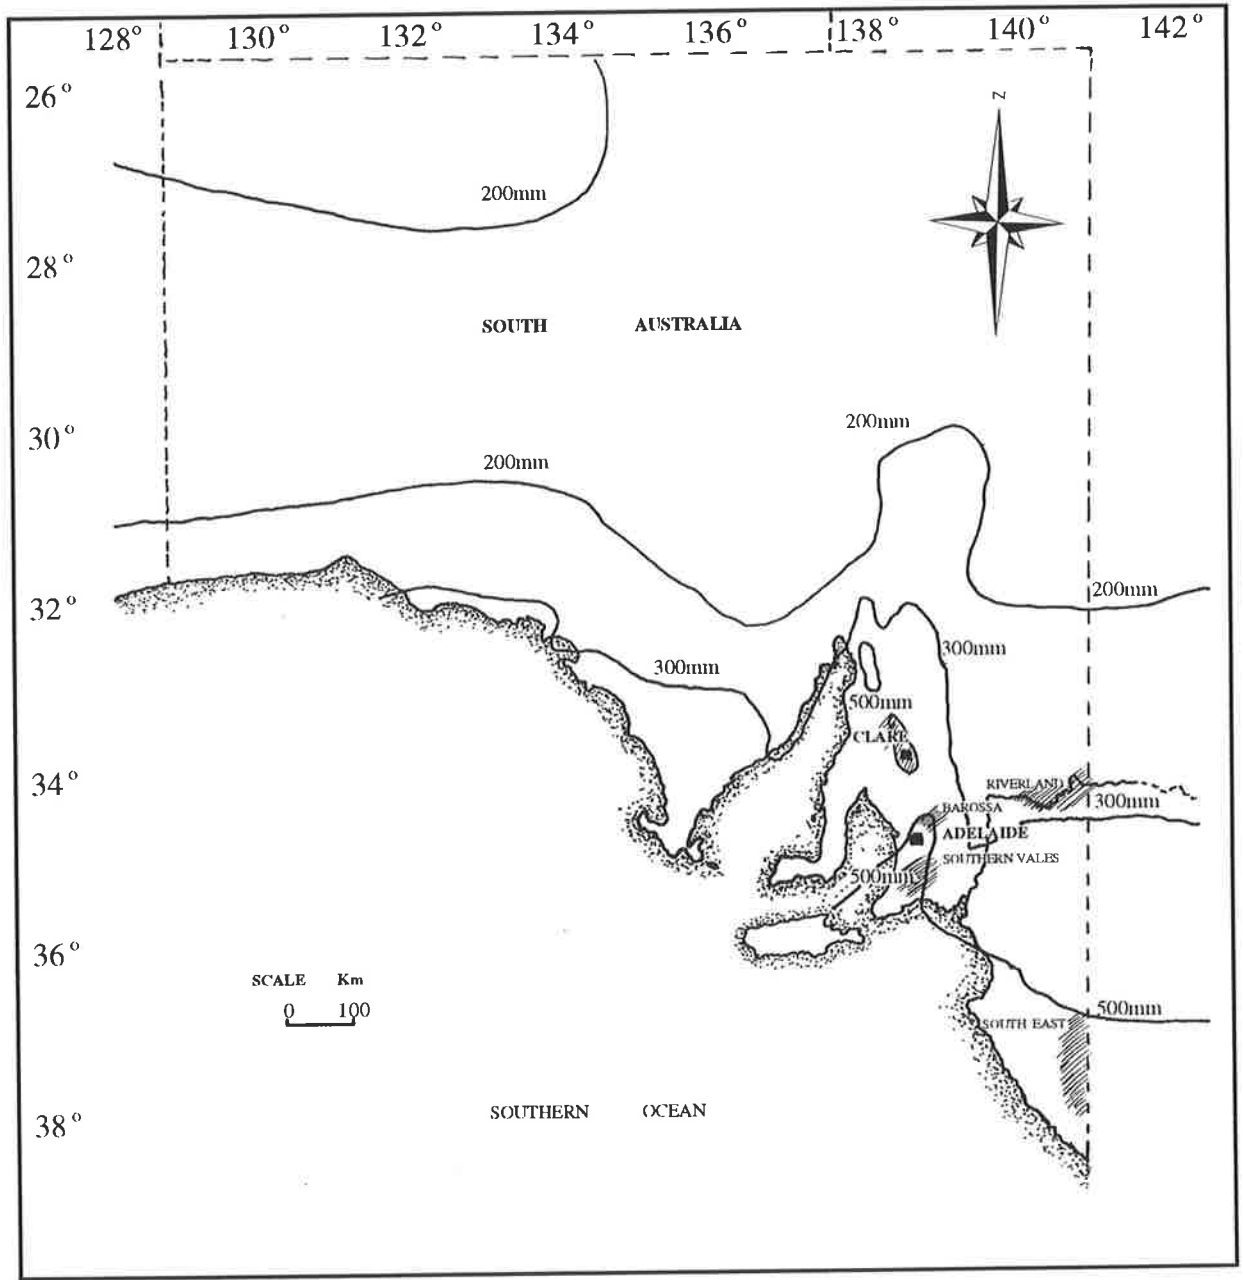 128° 130° 132° 134° 136° 138° 140° 142°
26°
N
200mm
28°
SOUTH AUSTRALIA
200mm
30°
200mm
200mm
32°
300mm
300mm
500mm
CLARE
34°
RIVERLAND
300mm
BAROSSA
ADELAIDE
SOUTHERN VALES
500mm
36°
SCALE Km
0 100
500mm
SOUTH EAST
SOUTHERN OCEAN
38°